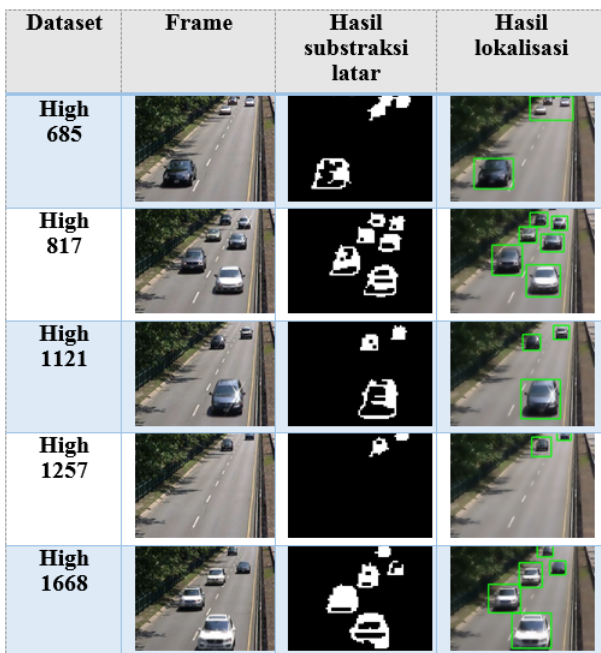 Dataset
Frame
Hasil
substraksi
latar
Hasil
lokalisasi
High
685
High
817
High
1121
High
1257
High
1668